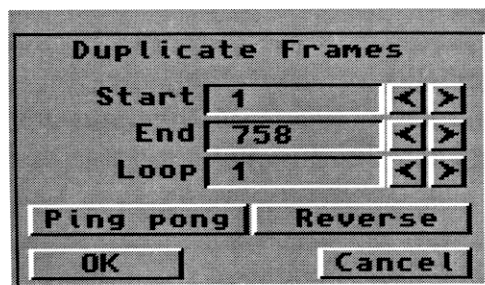 Duplicate Frames
Start 1 < >
End 758 < >
Loop 1 < >
Ping pong Reverse
OK Cancel